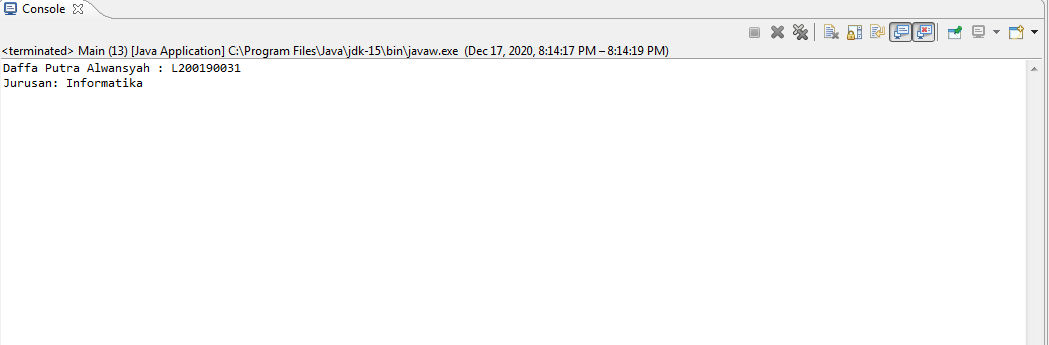 Console
<terminated> Main (13) [Java Application] C:\Program Files\Java\jdk-15\bin\javaw.exe (Dec 17, 2020, 8:14:17 PM – 8:14:19 PM)
Daffa Putra Alwansyah : L200190031
Jurusan: Informatika